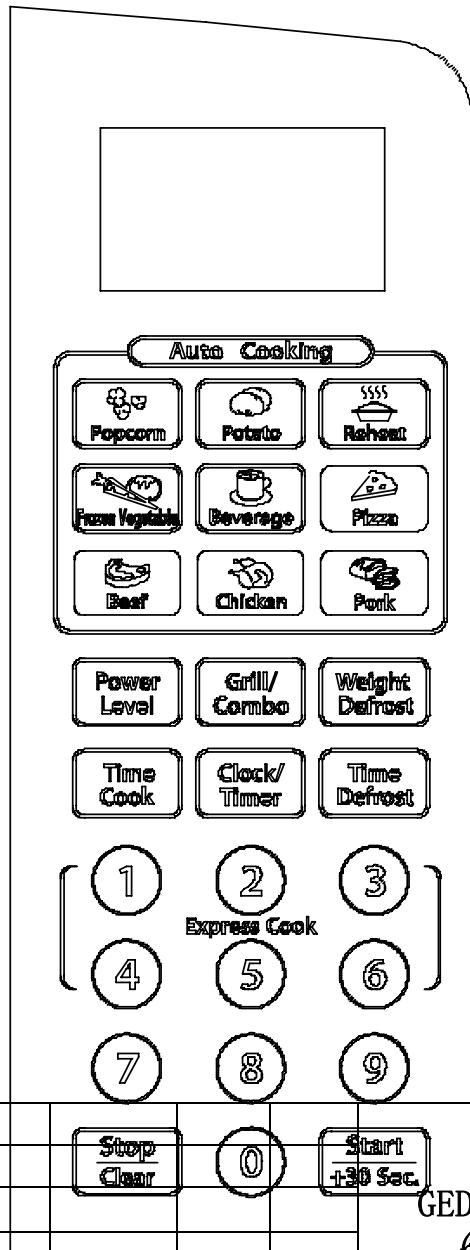 Auto Cooking
Popcorn
Potato
Reheat
Frozen Vegetable
Beverage
Pizza
Beef
Chicken
Pork
Power
Level
Grill/
Combo
Weight
Defrost
Time
Cook
Clock/
Timer
Time
Defrost
1
2
3
Express Cook
4
5
6
7
8
9
Stop
Clear
0
Start
+30 Sec.
GED